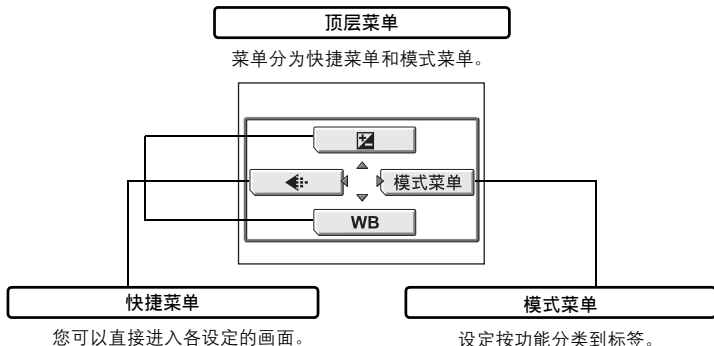 顶层菜单
菜单分为快捷菜单和模式菜单。
模式菜单
WB
快捷菜单
您可以直接进入各设定的画面。
模式菜单
设定按功能分类到标签。